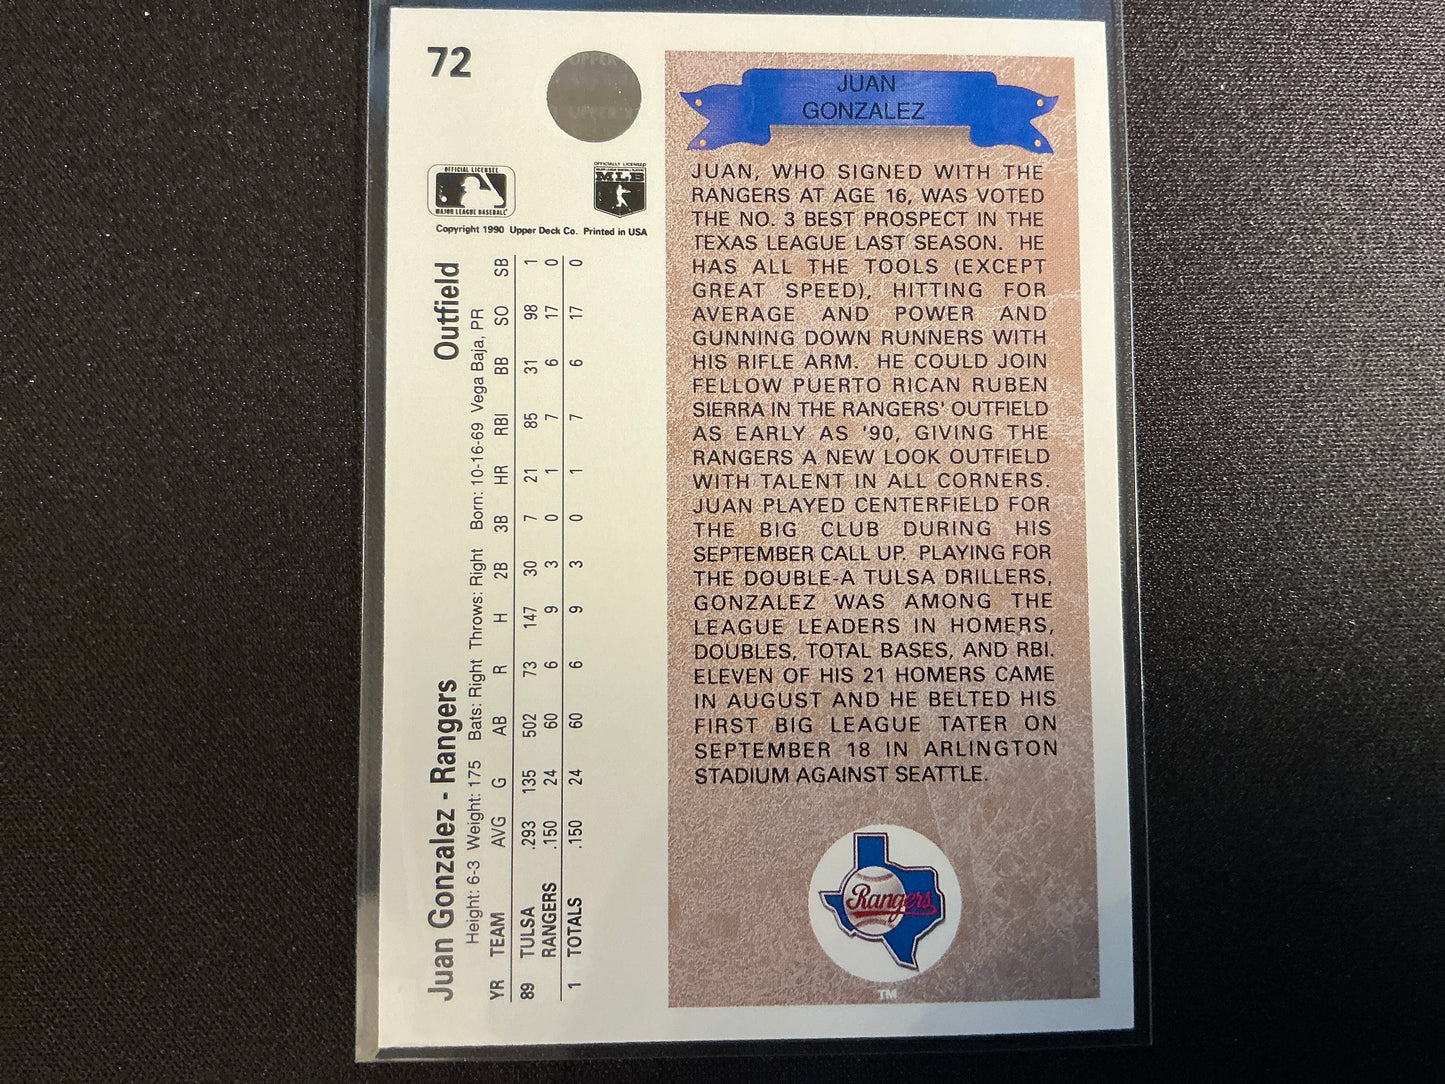 72
OFFICIAL LICENSEE
MAJOR LEAGUE BASEBALL
OFFICIALLY LICENSED
MLB
Copyright 1990 Upper Deck Co. Printed in USA
Juan Gonzalez - Rangers Outfield
Height: 6-3 Weight: 175 Bats: Right Throws: Right Born: 10-16-69 Vega Baja, PR
YR TEAM AVG G AB R H 2B 3B HR RBI BB SO SB
89 TULSA .293 135 502 73 147 30 7 21 85 31 98 1
RANGERS .150 24 60 6 9 3 0 1 7 6 17 0
1 TOTALS .150 24 60 6 9 3 0 1 7 6 17 0
JUAN
GONZALEZ
JUAN, WHO SIGNED WITH THE
RANGERS AT AGE 16, WAS VOTED
THE NO. 3 BEST PROSPECT IN THE
TEXAS LEAGUE LAST SEASON. HE
HAS ALL THE TOOLS (EXCEPT
GREAT SPEED), HITTING FOR
AVERAGE AND POWER AND
GUNNING DOWN RUNNERS WITH
HIS RIFLE ARM. HE COULD JOIN
FELLOW PUERTO RICAN RUBEN
SIERRA IN THE RANGERS' OUTFIELD
AS EARLY AS '90, GIVING THE
RANGERS A NEW LOOK OUTFIELD
WITH TALENT IN ALL CORNERS.
JUAN PLAYED CENTERFIELD FOR
THE BIG CLUB DURING HIS
SEPTEMBER CALL UP. PLAYING FOR
THE DOUBLE-A TULSA DRILLERS,
GONZALEZ WAS AMONG THE
LEAGUE LEADERS IN HOMERS,
DOUBLES, TOTAL BASES, AND RBI.
ELEVEN OF HIS 21 HOMERS CAME
IN AUGUST AND HE BELTED HIS
FIRST BIG LEAGUE TATER ON
SEPTEMBER 18 IN ARLINGTON
STADIUM AGAINST SEATTLE.
Rangers
TM